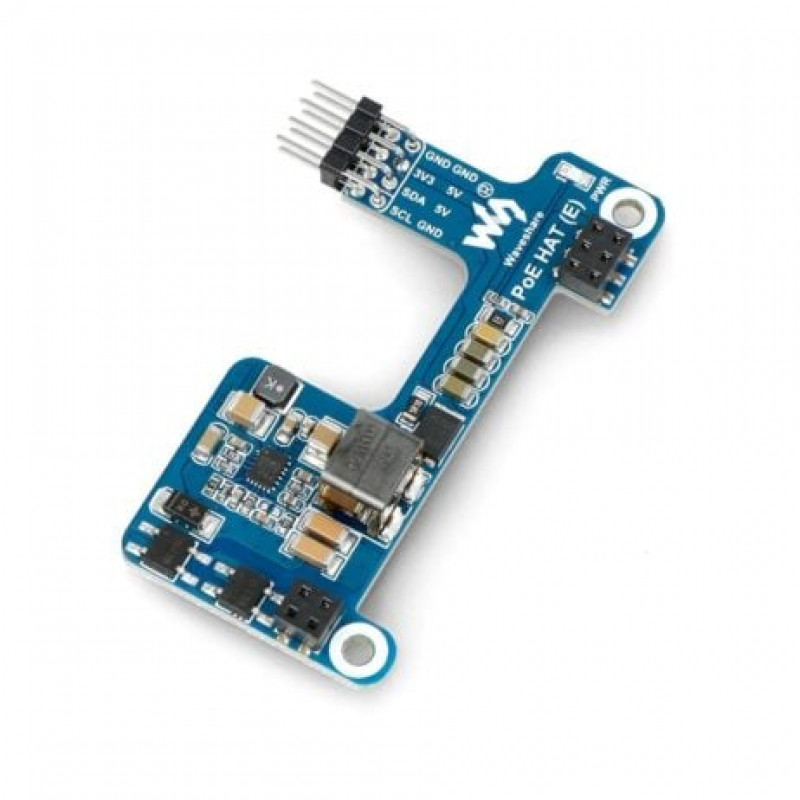 GND GND
3V3 5V
SDA 5V
SCL GND
Waveshare
PoE HAT (E)
PWR